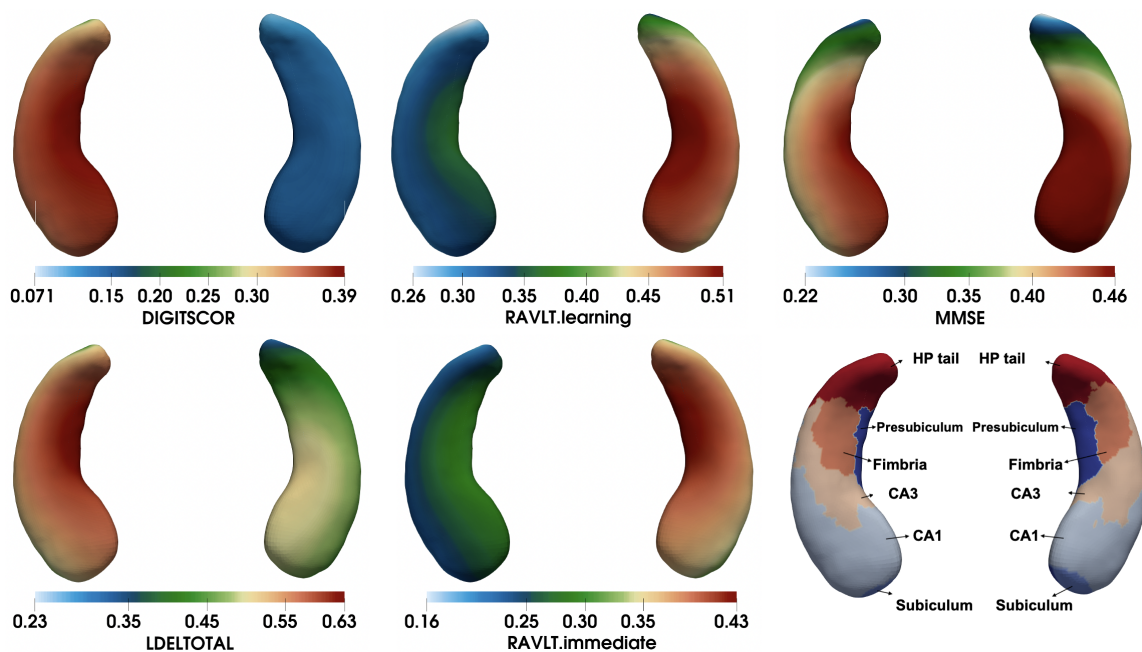 0.071 0.15 0.20 0.25 0.30 0.39
DIGITSCOR
0.26 0.30 0.35 0.40 0.45 0.51
RAVLT.learning
0.22 0.30 0.35 0.40 0.46
MMSE
0.23 0.35 0.45 0.55 0.63
LDELTOTAL
0.16 0.25 0.35 0.43
RAVLT.immediate
HP tail HP tail
Presubiculum Presubiculum
Fimbria Fimbria
CA3 CA3
CA1 CA1
Subiculum Subiculum